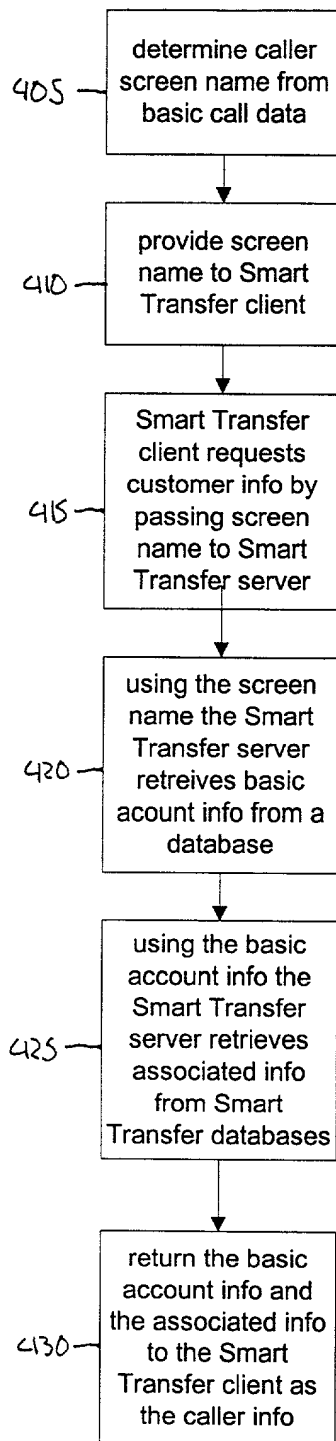 405
determine caller
screen name from
basic call data
410
provide screen
name to Smart
Transfer client
415
Smart Transfer
client requests
customer info by
passing screen
name to Smart
Transfer server
420
using the screen
name the Smart
Transfer server
retreives basic
acount info from a
database
425
using the basic
account info the
Smart Transfer
server retrieves
associated info
from Smart
Transfer databases
430
return the basic
account info and
the associated info
to the Smart
Transfer client as
the caller info